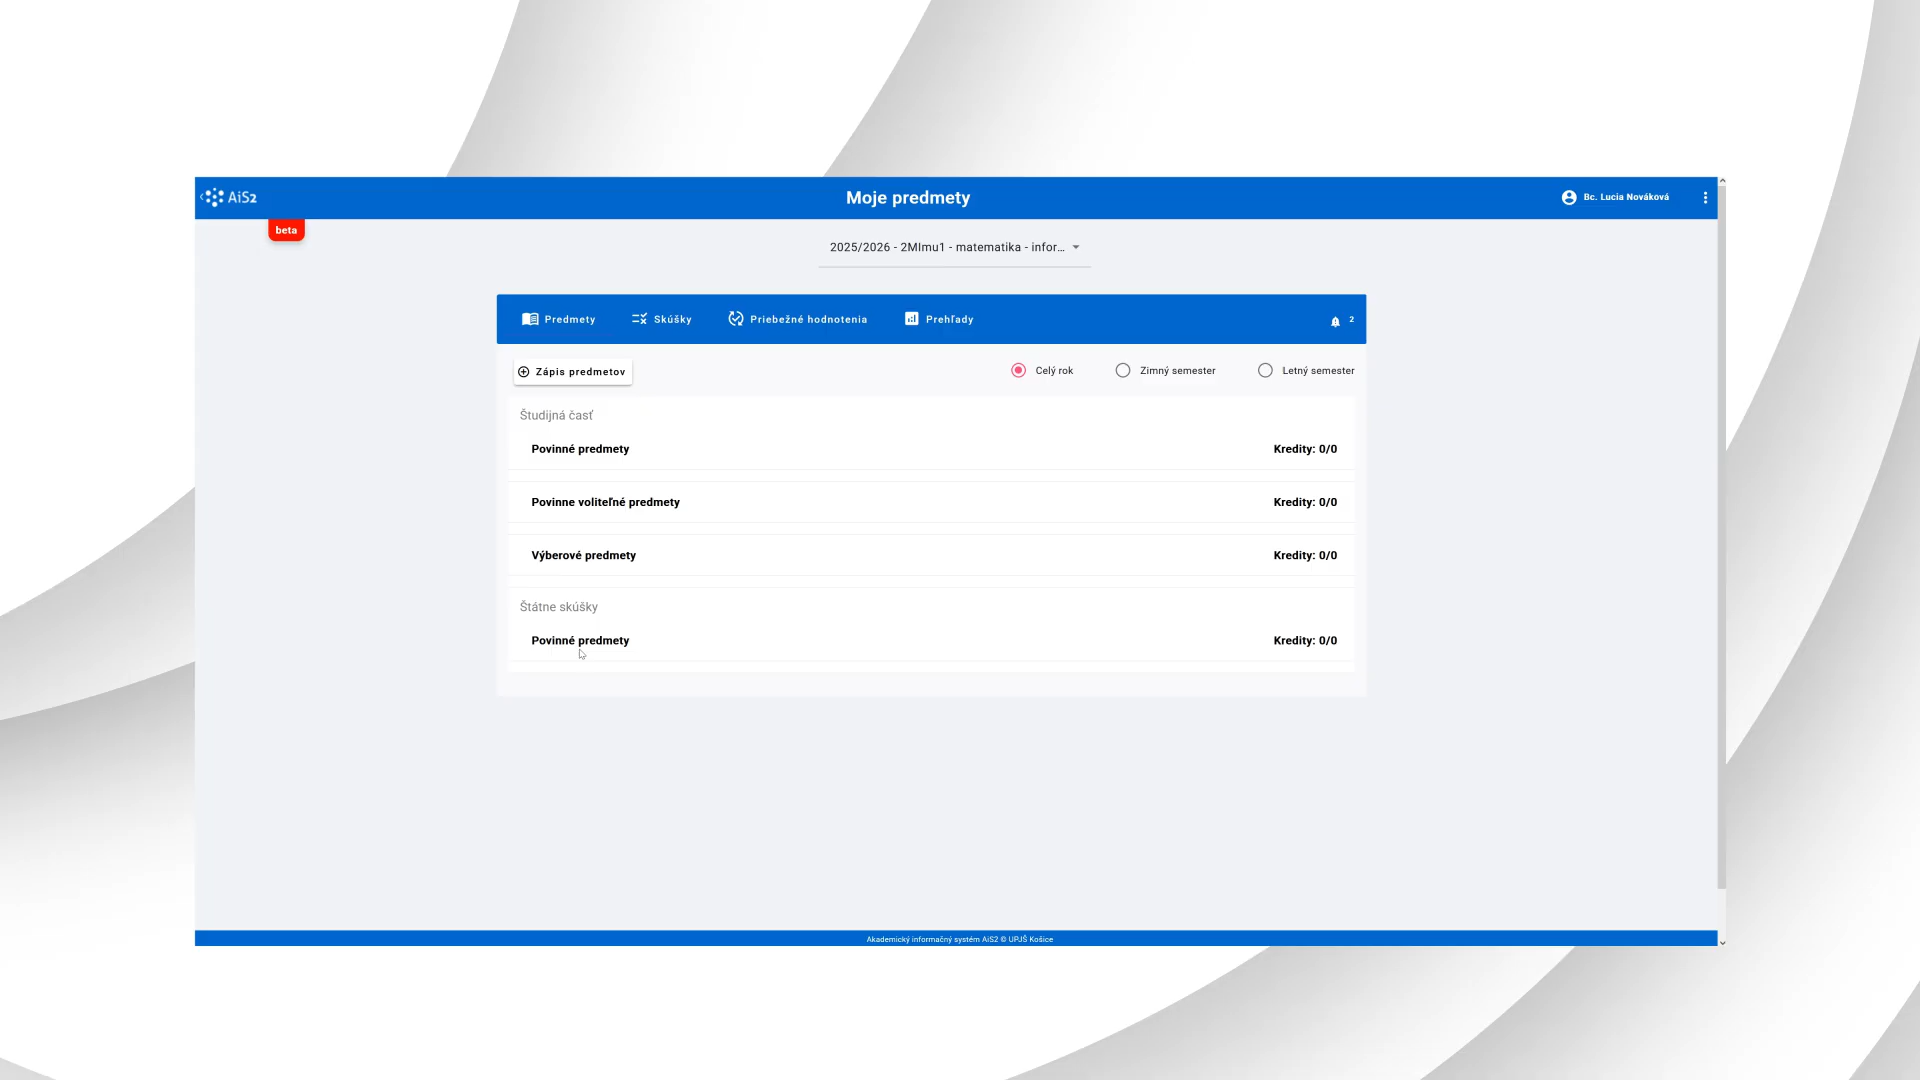 AiS2
Moje predmety
Bc. Lucia Nováková
beta
2025/2026 - 2MImu1 - matematika - infor...
Predmety
Skúšky
Priebežné hodnotenia
Prehľady
2
Zápis predmetov
Celý rok
Zimný semester
Letný semester
Študijná časť
Povinné predmety
Kredity: 0/0
Povinne voliteľné predmety
Kredity: 0/0
Výberové predmety
Kredity: 0/0
Štátne skúšky
Povinné predmety
Kredity: 0/0
Akademický informačný systém AiS2 © UPJŠ Košice